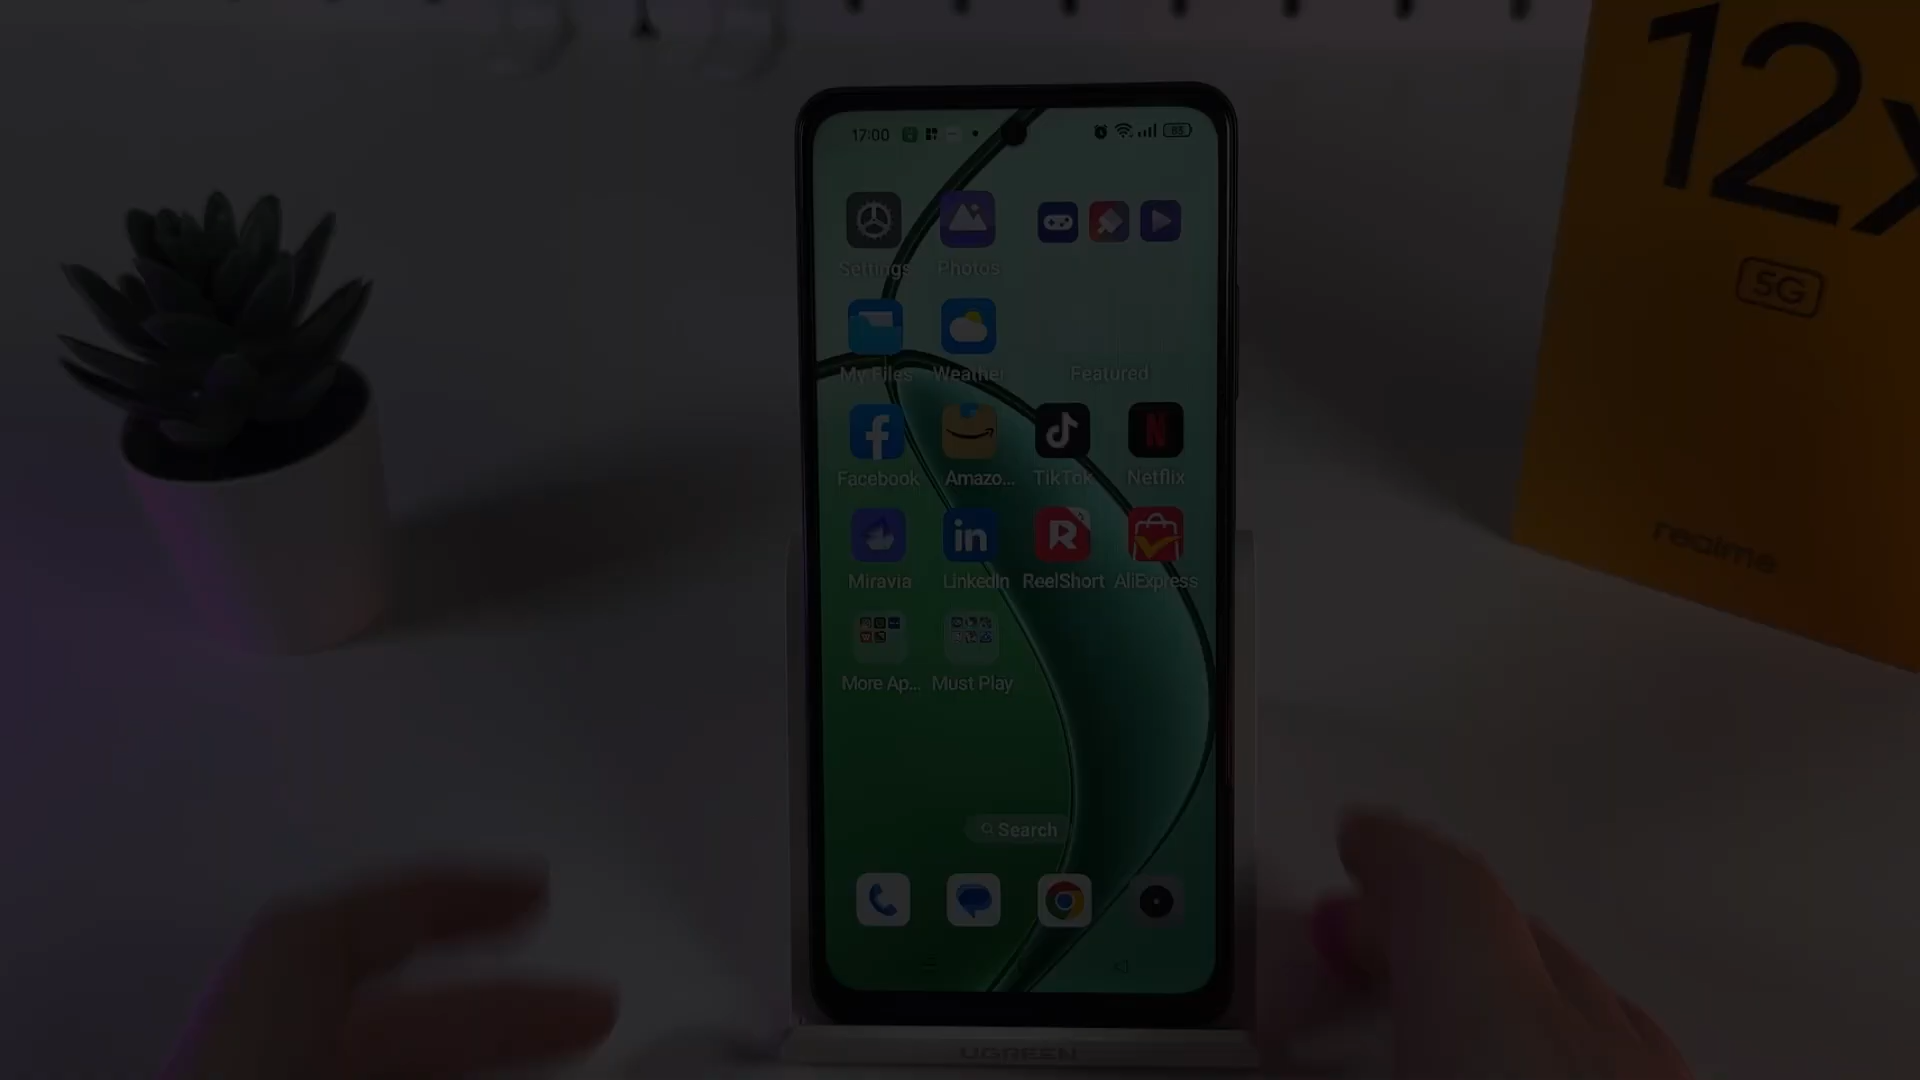 12x
5G
realme
17:00
85
Settings
Photos
My Files
Weather
Featured
Facebook
Amazo...
TikTok
Netflix
Miravia
LinkedIn
ReelShort
AliExpress
More Ap...
Must Play
Search
UGREEN